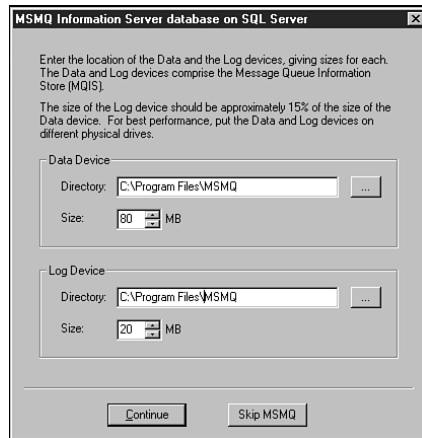 MSMQ Information Server database on SQL Server
Enter the location of the Data and the Log devices, giving sizes for each.
The Data and Log devices comprise the Message Queue Information
Store (MQIS).
The size of the Log device should be approximately 15% of the size of the
Data device. For best performance, put the Data and Log devices on
different physical drives.
Data Device
Directory: C:\Program Files\MSMQ ...
Size: 80 MB
Log Device
Directory: C:\Program Files\MSMQ ...
Size: 20 MB
Continue Skip MSMQ